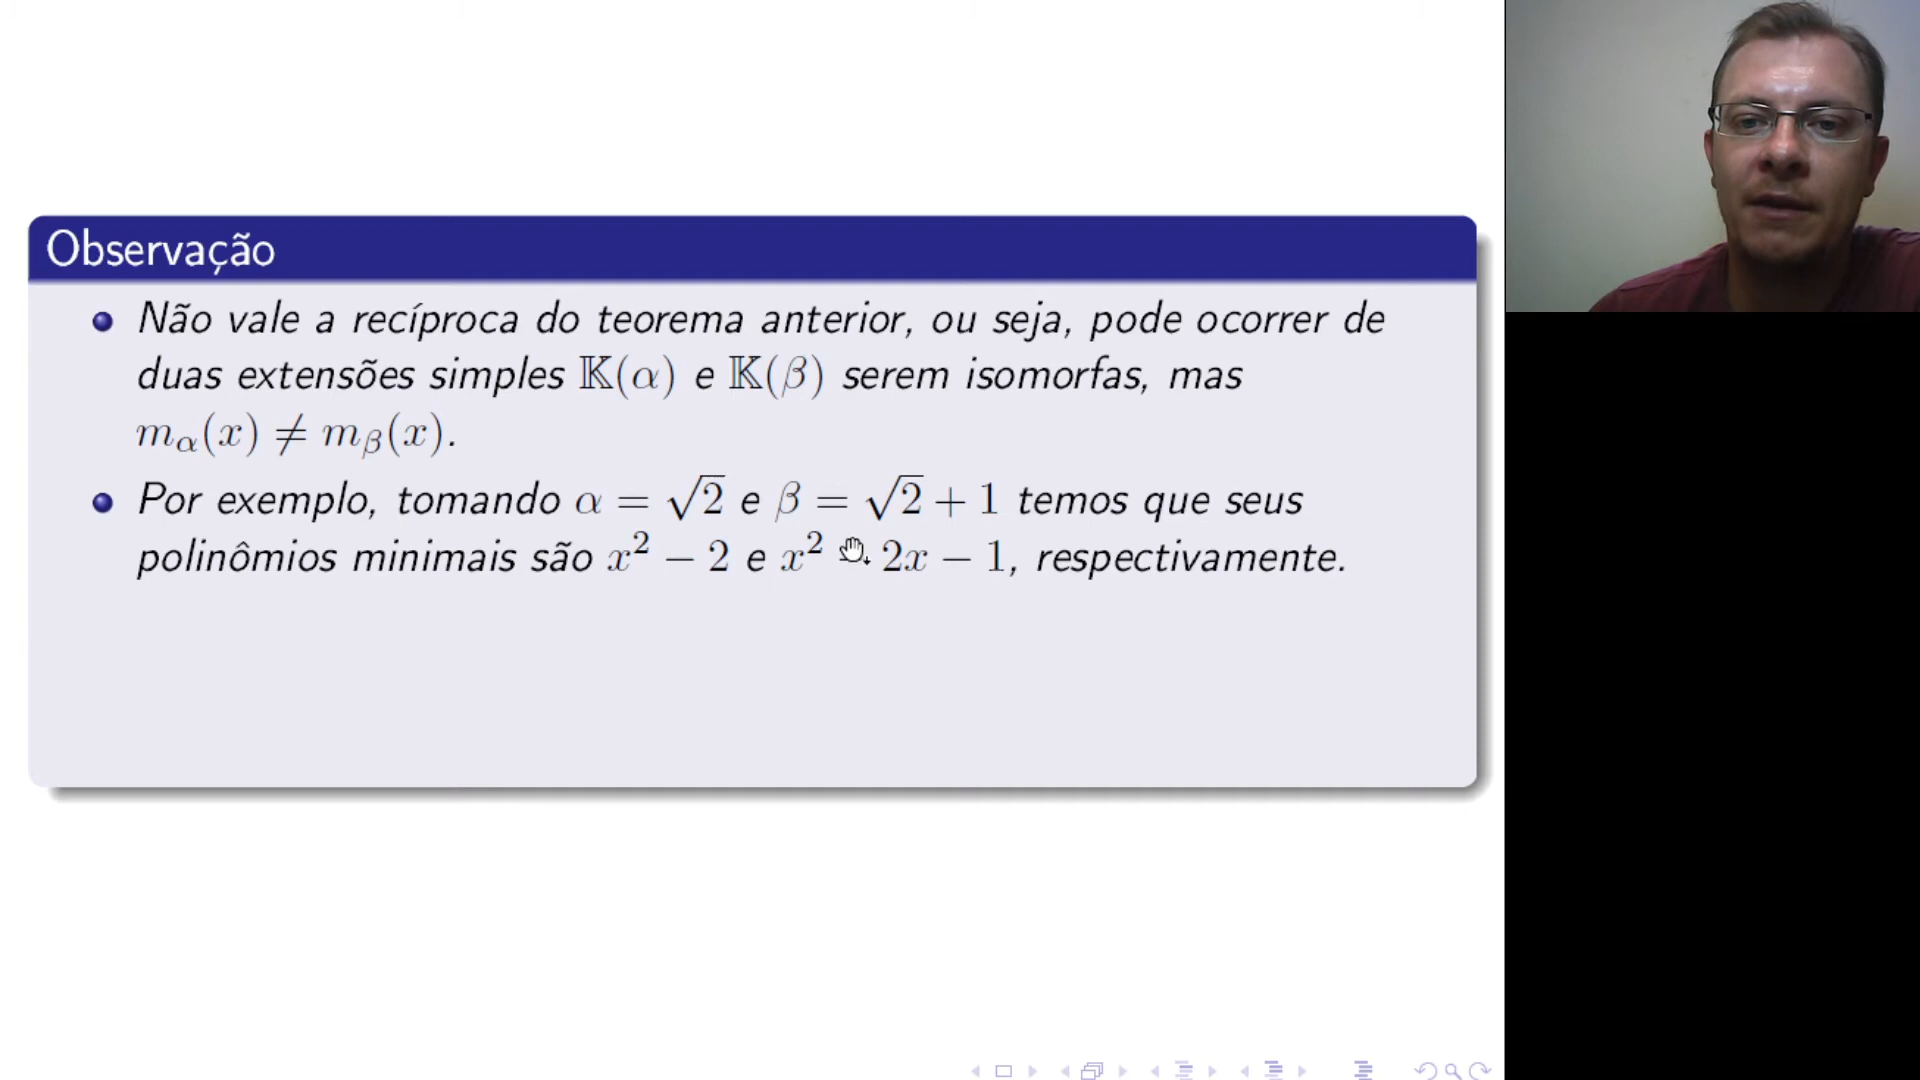 Observação
Não vale a recíproca do teorema anterior, ou seja, pode ocorrer de
duas extensões simples 𝕂(α) e 𝕂(β) serem isomorfas, mas
m_α(x) ≠ m_β(x).
Por exemplo, tomando α = √2 e β = √2 + 1 temos que seus
polinômios minimais são x² − 2 e x² 2x − 1, respectivamente.